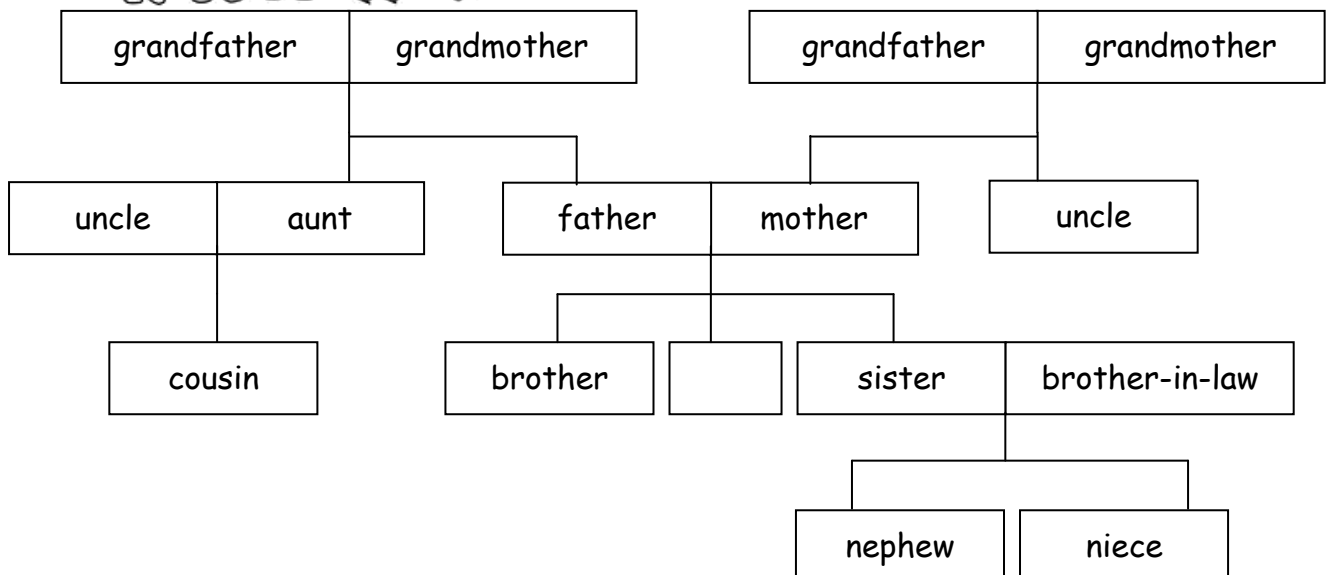 grandfather grandmother grandfather grandmother
uncle aunt father mother uncle
cousin brother sister brother-in-law
nephew niece